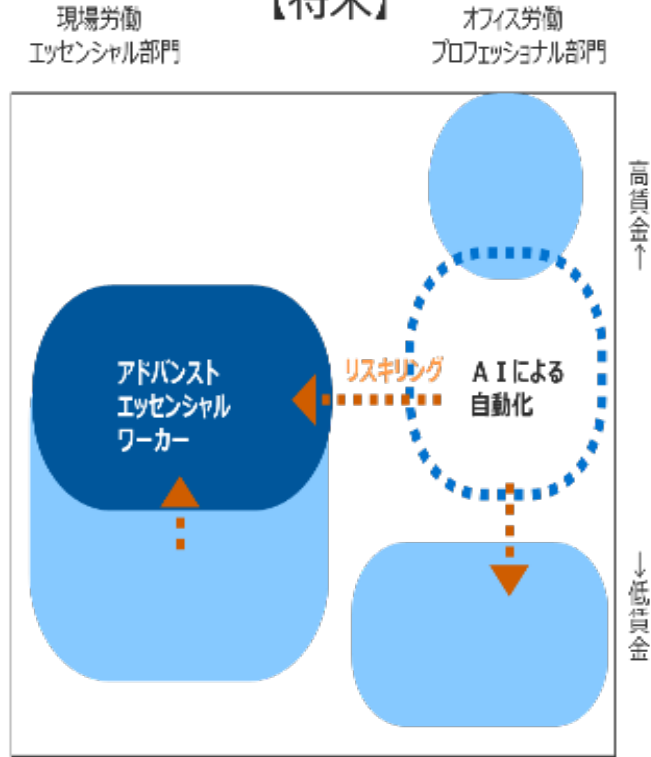 【将来】
現場労働
エッセンシャル部門
オフィス労働
プロフェッショナル部門
高賃金↑
アドバンスト
エッセンシャル
ワーカー
リスキリング
ＡＩによる
自動化
↓低賃金